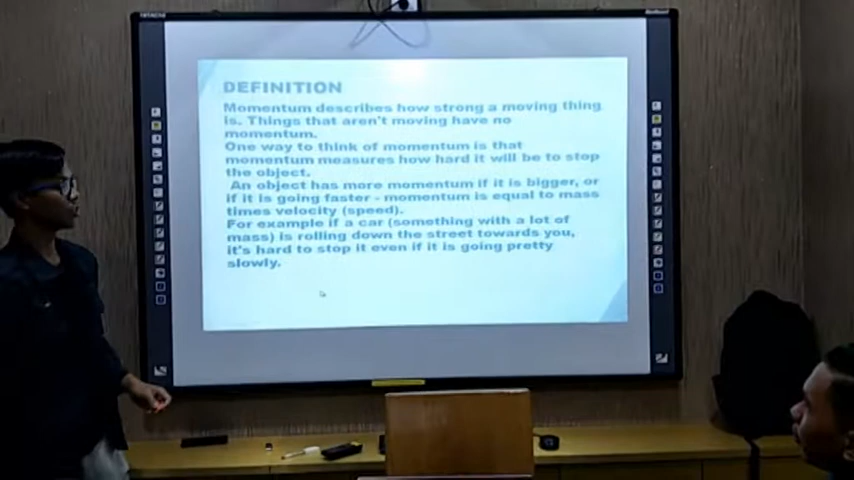 HITACHI
DEFINITION
Momentum describes how strong a moving thing
is. Things that aren't moving have no
momentum.
One way to think of momentum is that
momentum measures how hard it will be to stop
the object.
An object has more momentum if it is bigger, or
if it is going faster - momentum is equal to mass
times velocity (speed).
For example if a car (something with a lot of
mass) is rolling down the street towards you,
it's hard to stop it even if it is going pretty
slowly.